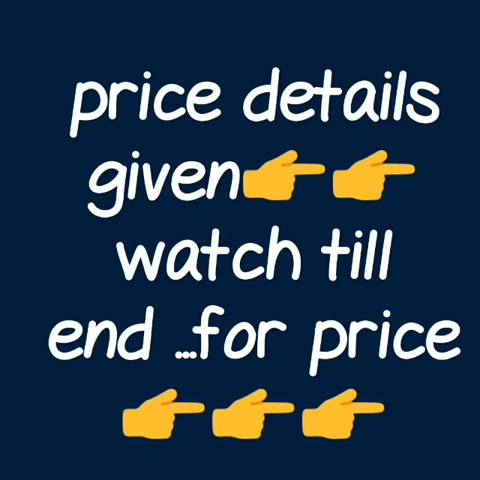 price details
given👉👉
watch till
end ...for price
👉👉👉